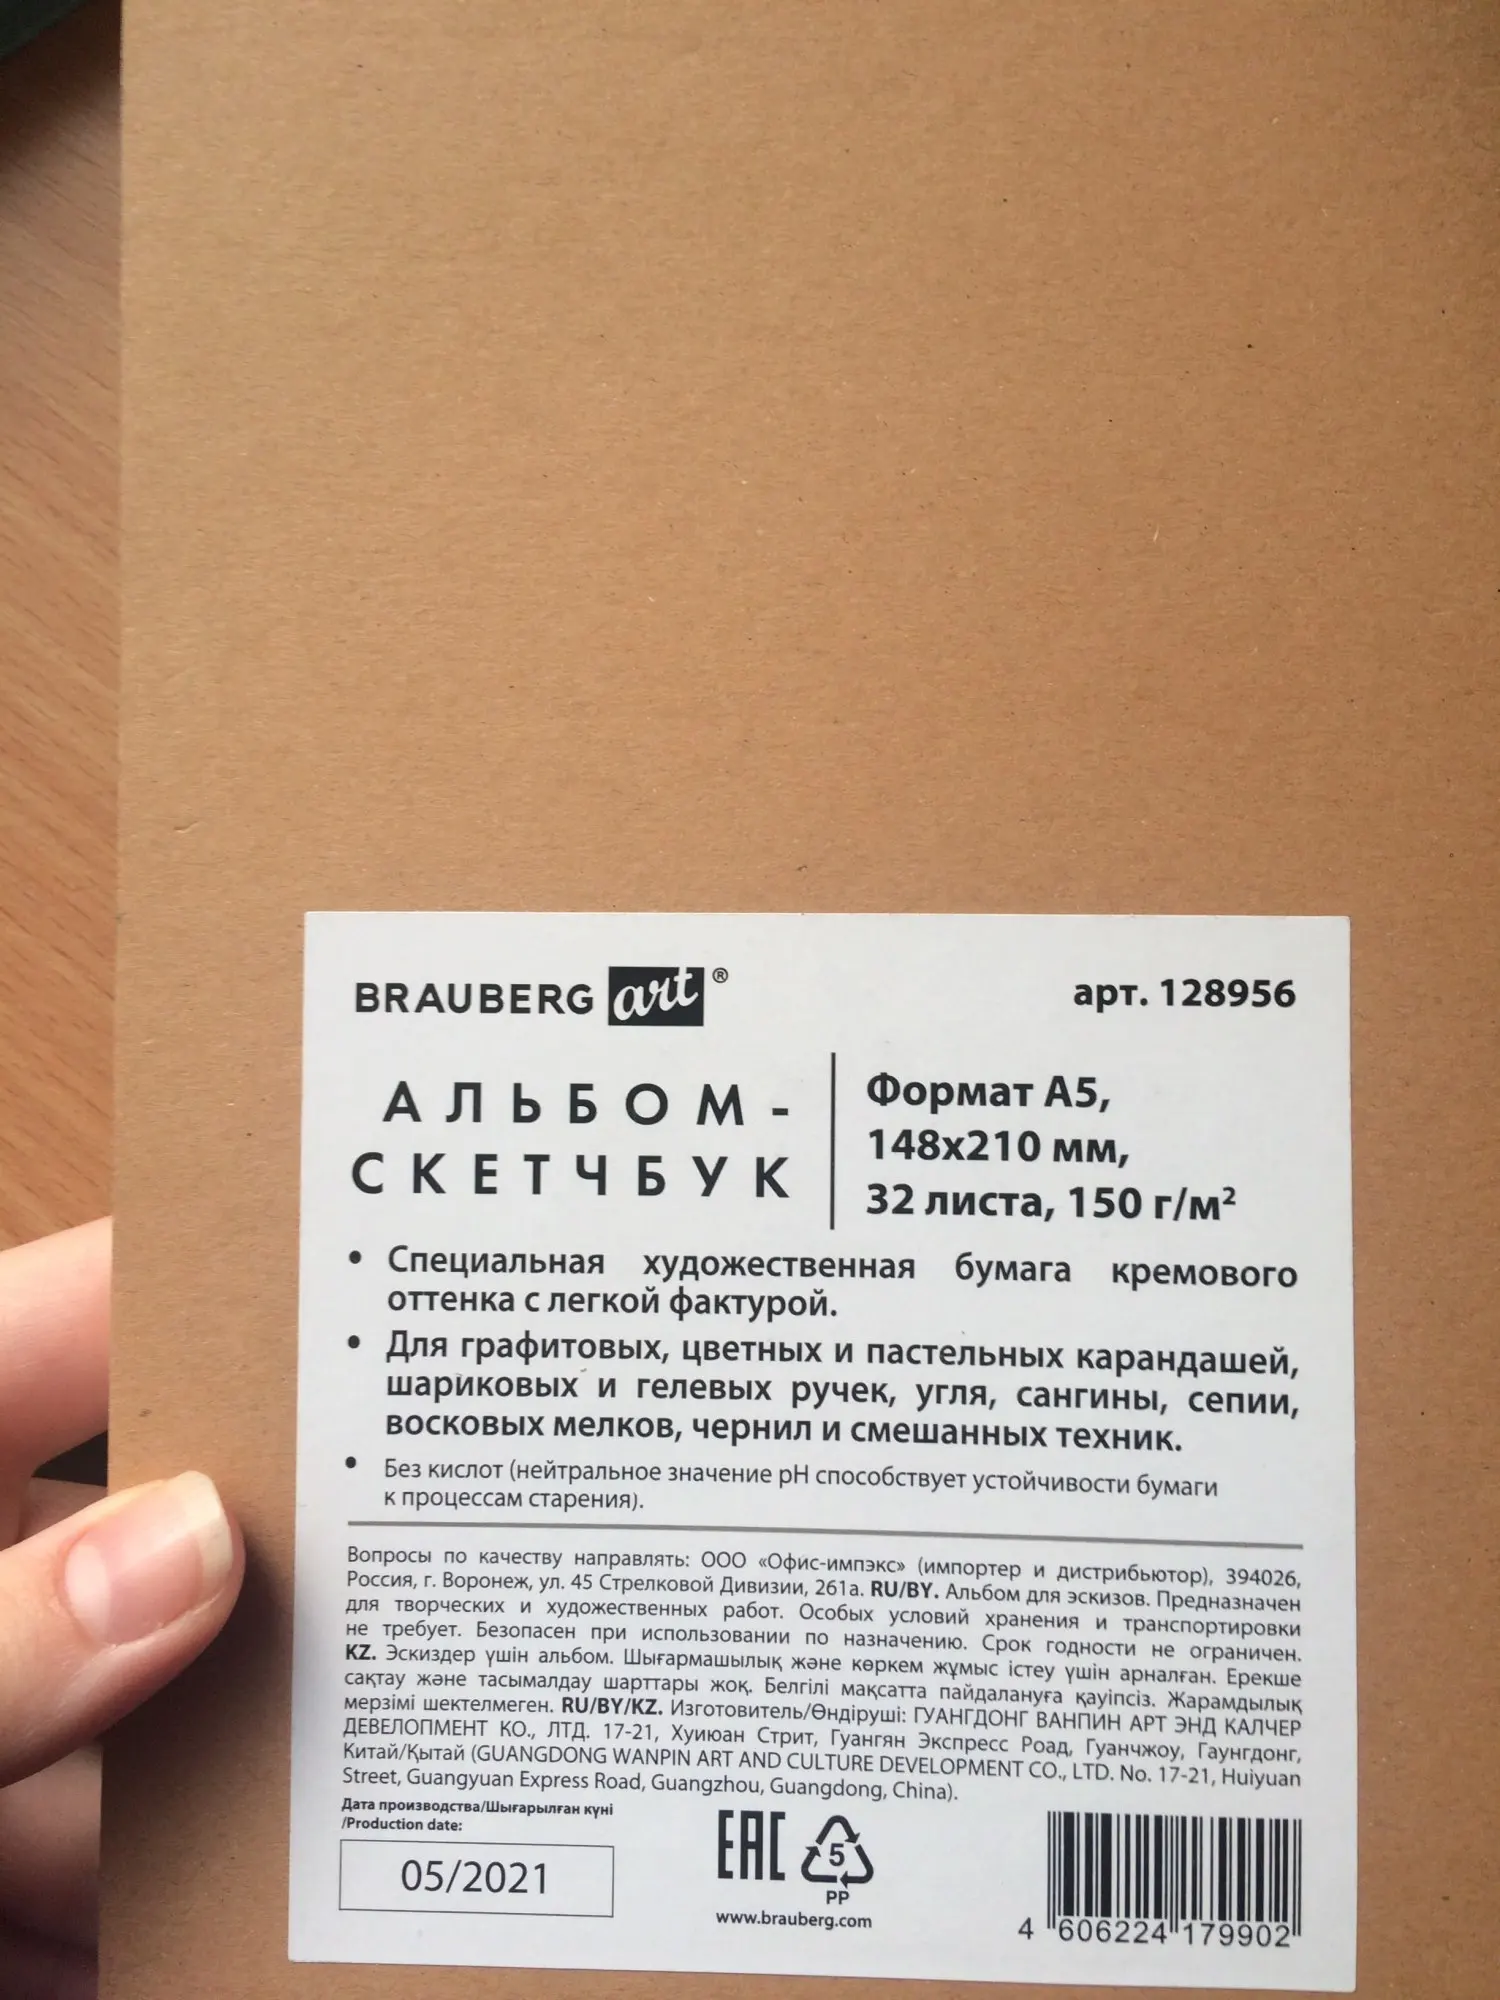 BRAUBERG art ®
арт. 128956
АЛЬБОМ-
СКЕТЧБУК
Формат А5,
148х210 мм,
32 листа, 150 г/м²
• Специальная художественная бумага кремового
оттенка с легкой фактурой.
• Для графитовых, цветных и пастельных карандашей,
шариковых и гелевых ручек, угля, сангины, сепии,
восковых мелков, чернил и смешанных техник.
• Без кислот (нейтральное значение pH способствует устойчивости бумаги
к процессам старения).
Вопросы по качеству направлять: ООО «Офис-импэкс» (импортер и дистрибьютор), 394026,
Россия, г. Воронеж, ул. 45 Стрелковой Дивизии, 261а. RU/BY. Альбом для эскизов. Предназначен
для творческих и художественных работ. Особых условий хранения и транспортировки
не требует. Безопасен при использовании по назначению. Срок годности не ограничен.
KZ. Эскиздер үшін альбом. Шығармашылық және көркем жұмыс істеу үшін арналған. Ерекше
сақтау және тасымалдау шарттары жоқ. Белгілі мақсатта пайдалануға қауіпсіз. Жарамдылық
мерзімі шектелмеген. RU/BY/KZ. Изготовитель/Өндіруші: ГУАНГДОНГ ВАНПИН АРТ ЭНД КАЛЧЕР
ДЕВЕЛОПМЕНТ КО., ЛТД. 17-21, Хуиюан Стрит, Гуангян Экспресс Роад, Гуанчжоу, Гаунгдонг,
Китай/Қытай (GUANGDONG WANPIN ART AND CULTURE DEVELOPMENT CO., LTD. No. 17-21, Huiyuan
Street, Guangyuan Express Road, Guangzhou, Guangdong, China).
Дата производства/Шығарылған күні
/Production date:
05/2021
EAC
5
PP
www.brauberg.com
4 606224 179902